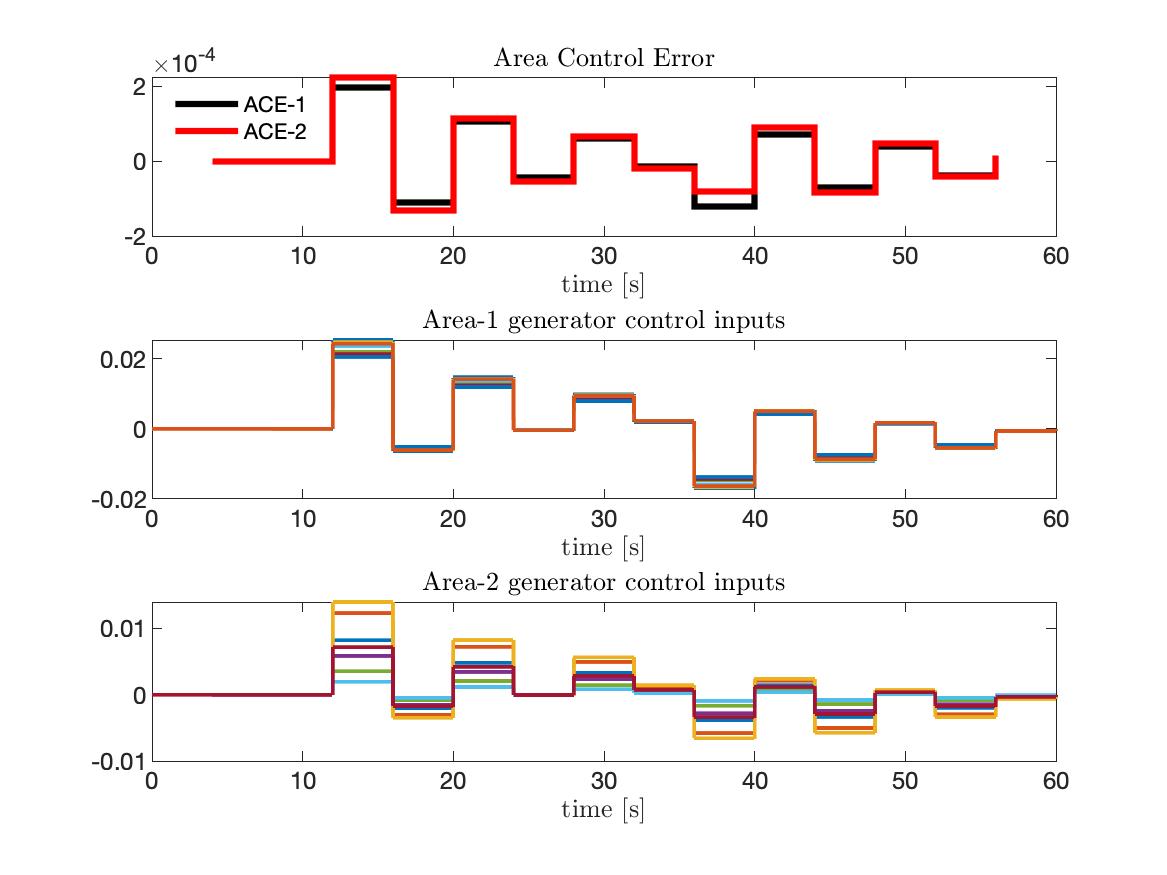 ×10-4
Area Control Error
2
0
-2
ACE-1
ACE-2
0 10 20 30 40 50 60
time [s]
Area-1 generator control inputs
0.02
0
-0.02
0 10 20 30 40 50 60
time [s]
Area-2 generator control inputs
0.01
0
-0.01
0 10 20 30 40 50 60
time [s]